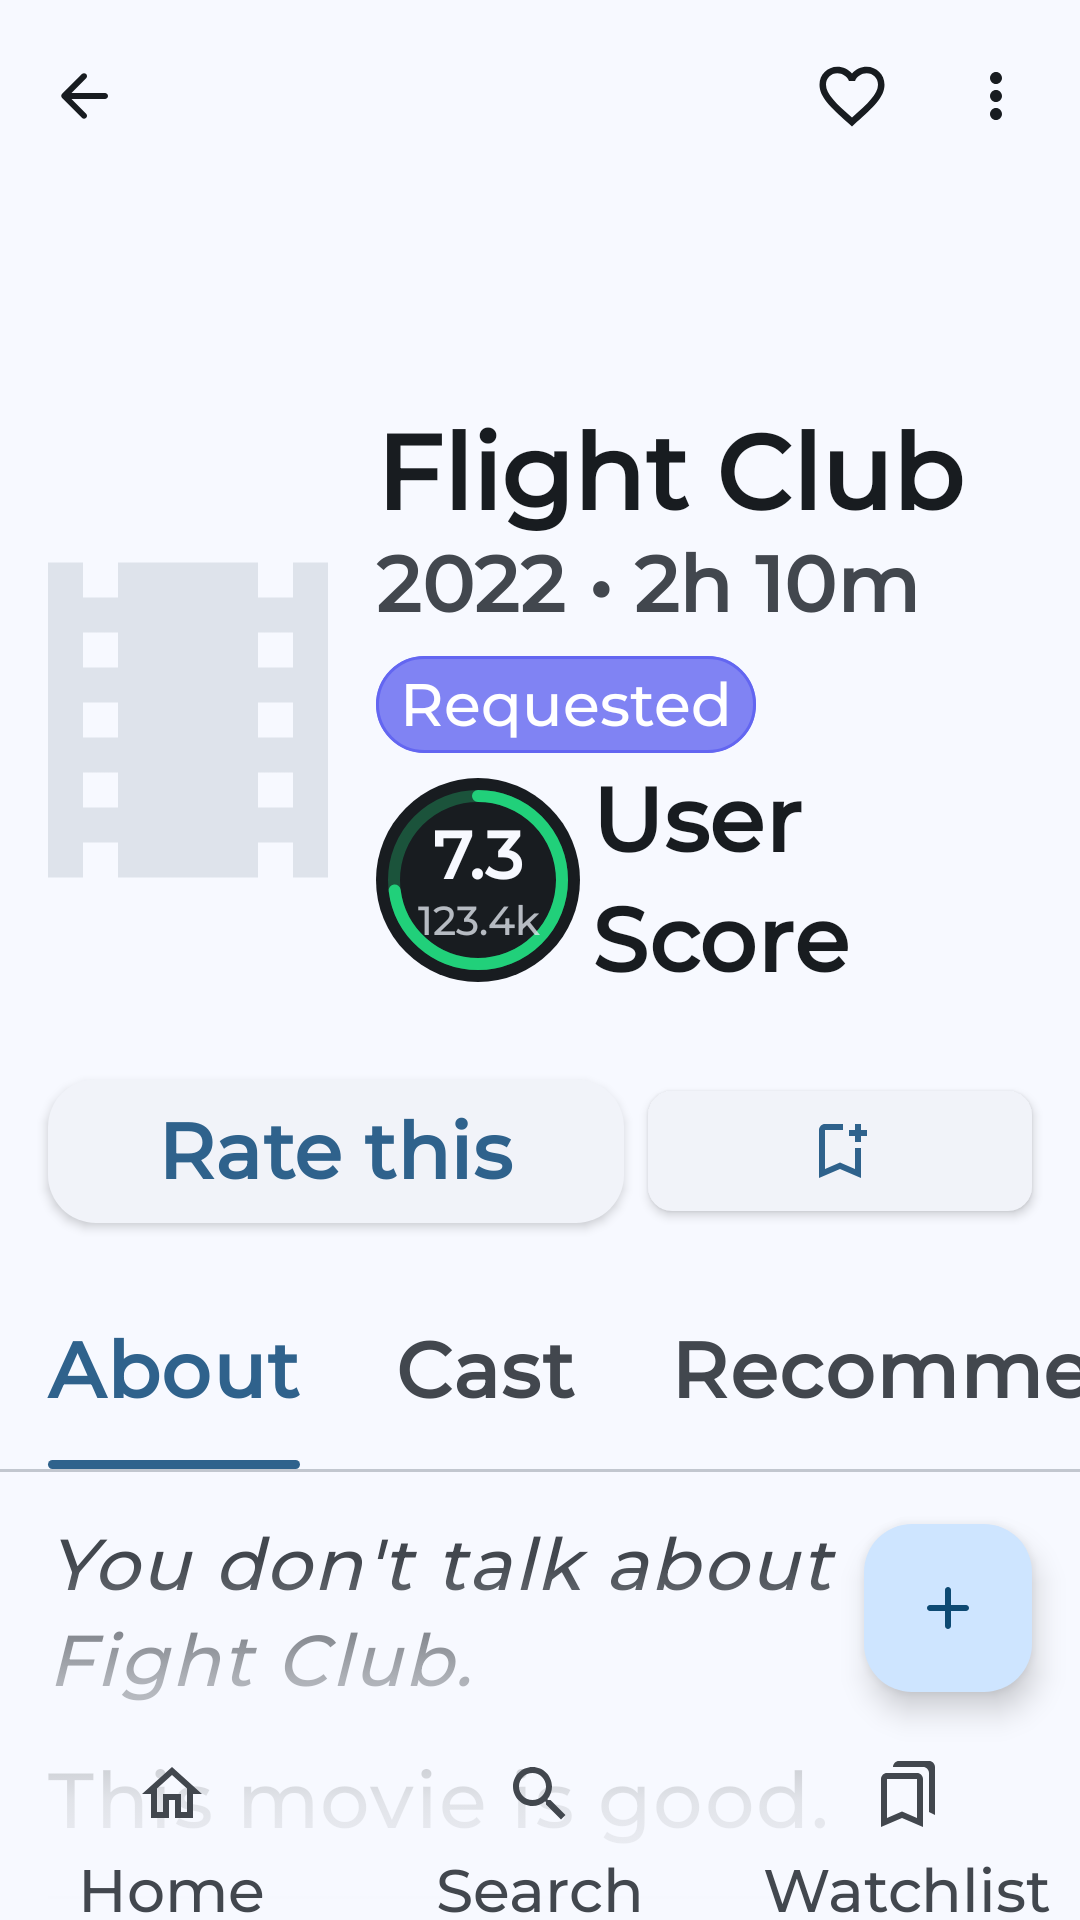 Flight Club
2022 • 2h 10m
Requested
7.3
123.4k
User
Score
Rate this
About Cast Recomme
You don't talk about
Fight Club.
This movie is good.
Home Search Watchlist